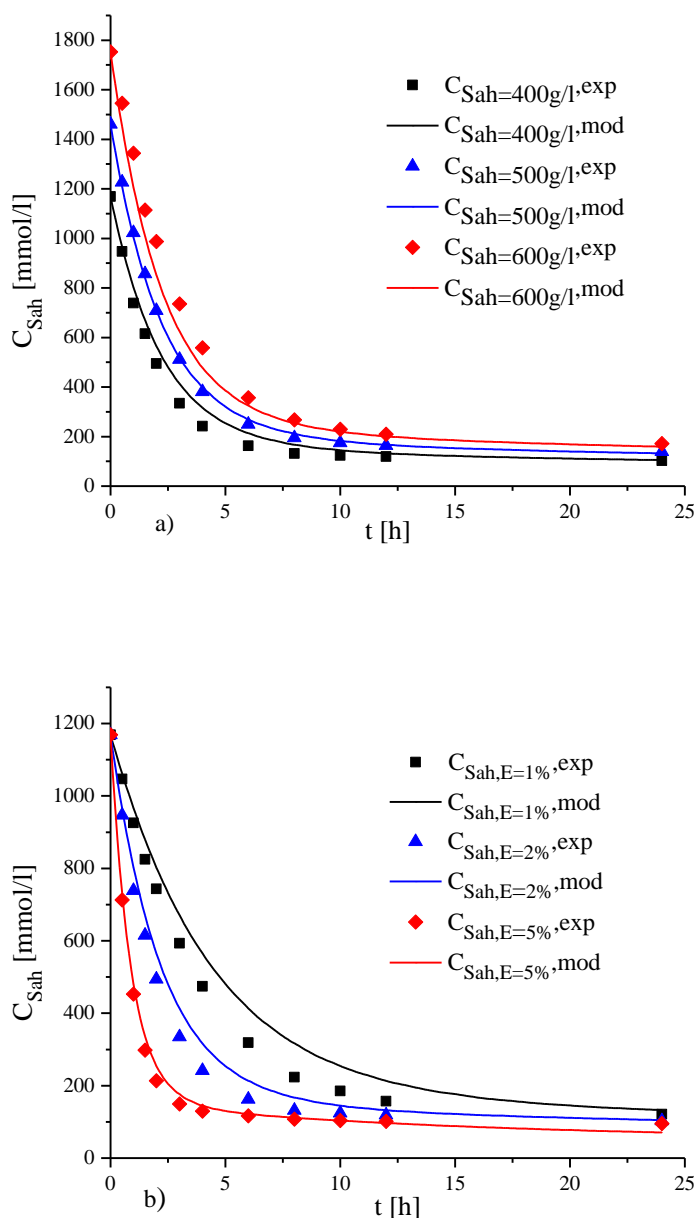 1800
1600
1400
1200
1000
800
600
400
200
0
C_Sah [mmol/l]
C_Sah=400g/l,exp
C_Sah=400g/l,mod
C_Sah=500g/l,exp
C_Sah=500g/l,mod
C_Sah=600g/l,exp
C_Sah=600g/l,mod
0 5 10 15 20 25
a)
t [h]
1200
1000
800
600
400
200
0
C_Sah [mmol/l]
C_Sah,E=1%,exp
C_Sah,E=1%,mod
C_Sah,E=2%,exp
C_Sah,E=2%,mod
C_Sah,E=5%,exp
C_Sah,E=5%,mod
0 5 10 15 20 25
b)
t [h]